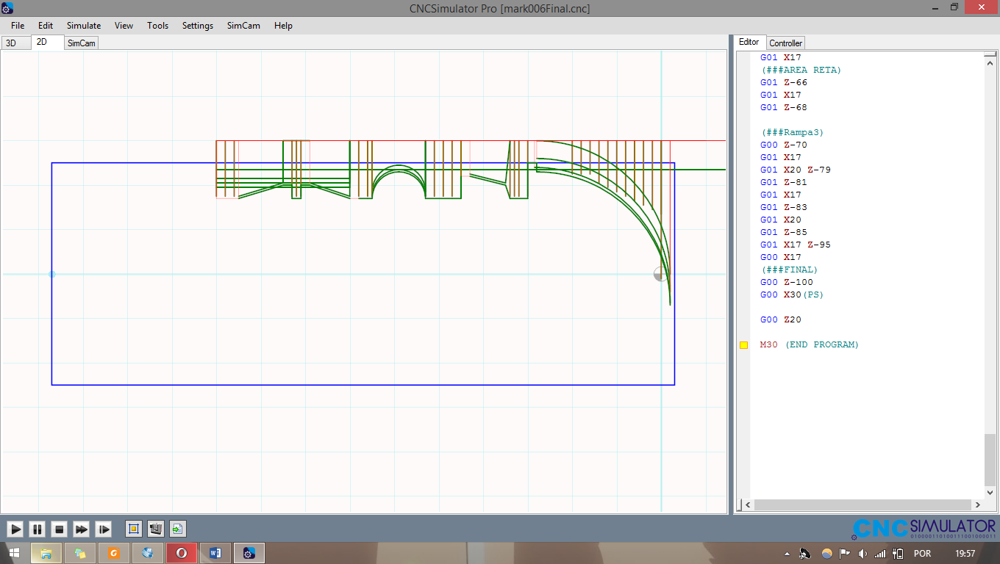 CNCSimulator Pro [mark006Final.cnc]
File Edit Simulate View Tools Settings SimCam Help
3D 2D SimCam
Editor Controller
G01 X17
(###AREA RETA)
G01 Z-66
G01 X17
G01 Z-68
(###Rampa3)
G00 Z-70
G01 X17
G01 X20 Z-79
G01 Z-81
G01 X17
G01 Z-83
G01 X20
G01 Z-85
G01 X17 Z-95
G00 X17
(###FINAL)
G00 Z-100
G00 X30(PS)
G00 Z20
M30 (END PROGRAM)
CNCSIMULATOR
POR 19:57